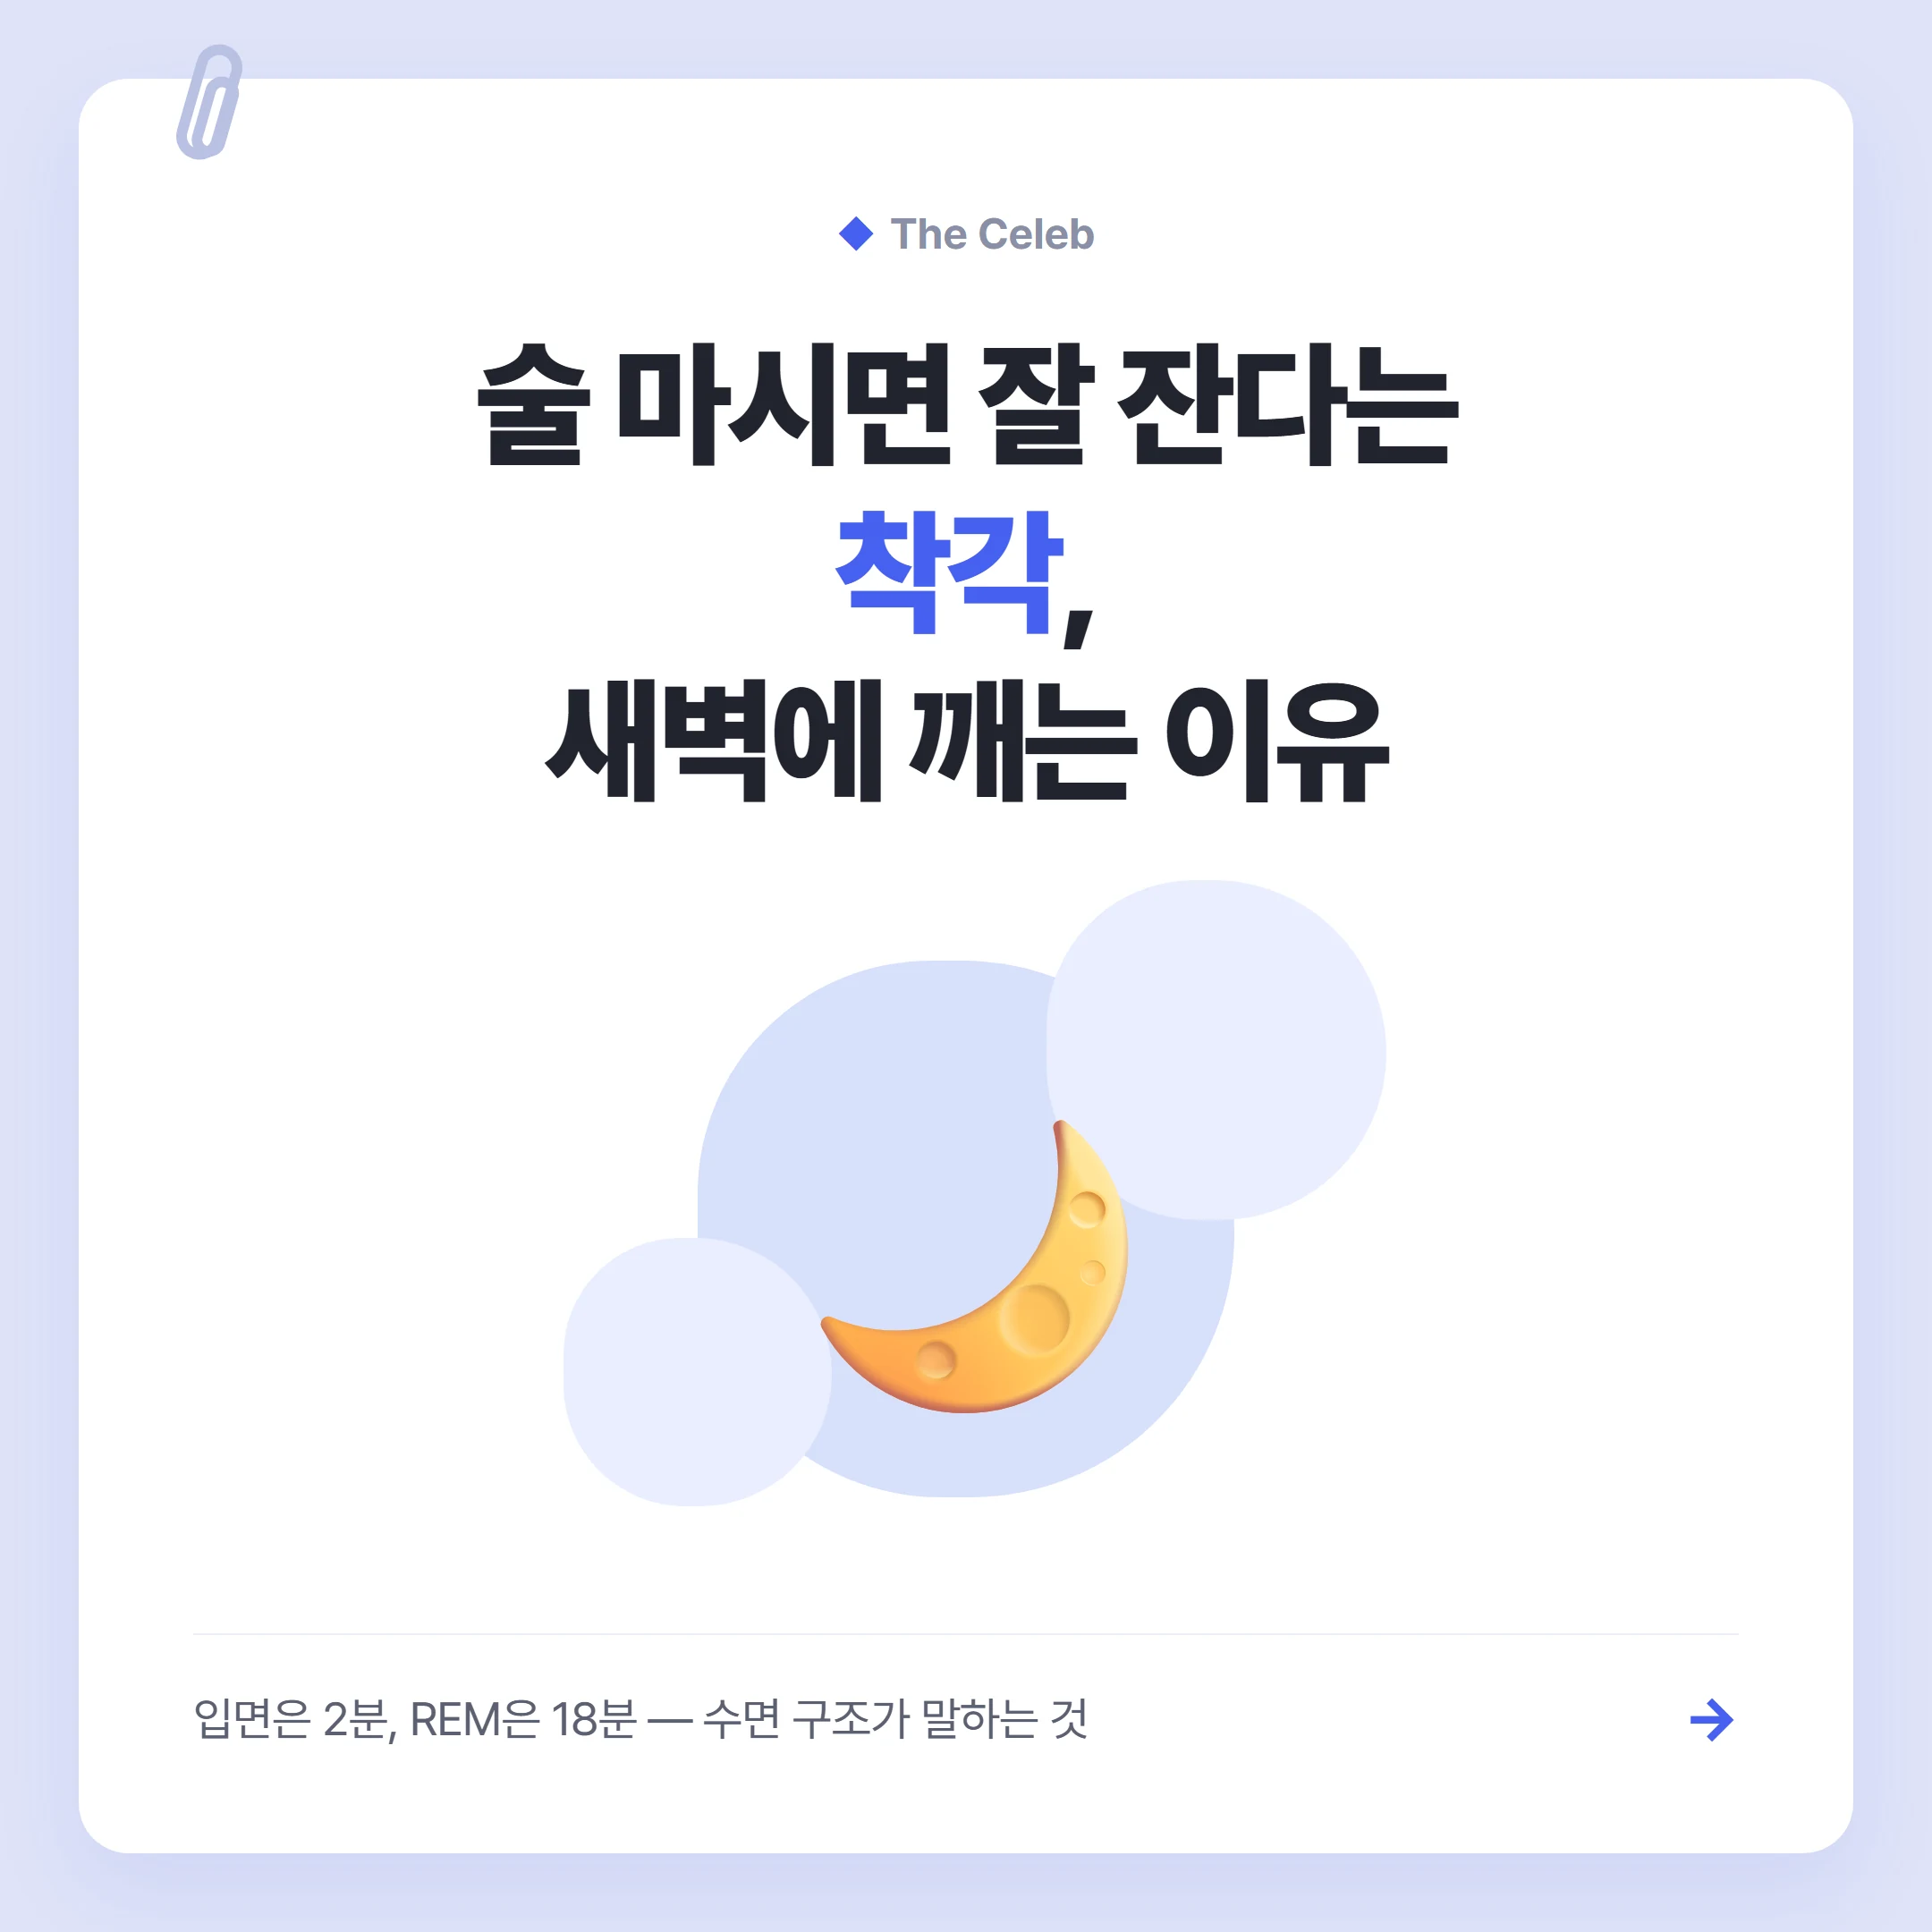 The Celeb
술 마시면 잘 잔다는
착각,
새벽에 깨는 이유
입면은 2분, REM은 18분 — 수면 구조가 말하는 것